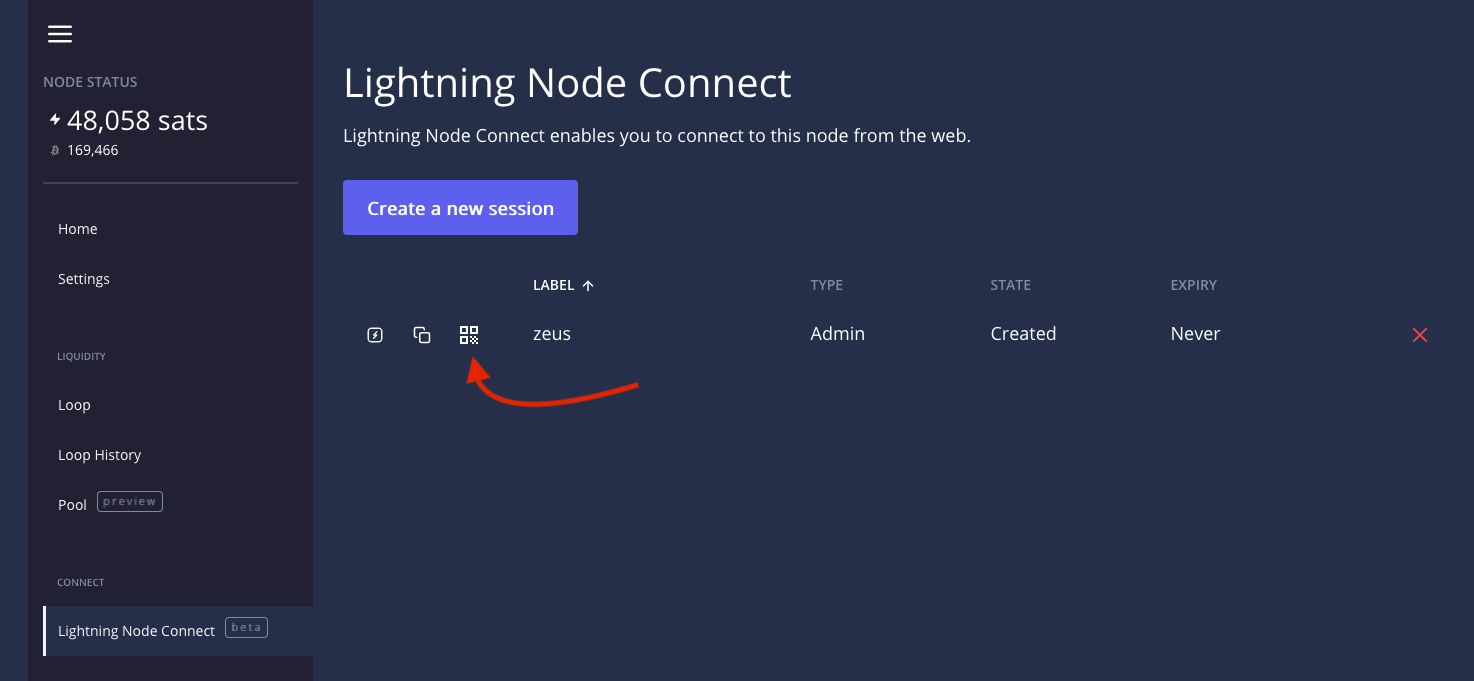 NODE STATUS
48,058 sats
169,466
Home
Settings
LIQUIDITY
Loop
Loop History
Pool preview
CONNECT
Lightning Node Connect beta
Lightning Node Connect
Lightning Node Connect enables you to connect to this node from the web.
Create a new session
LABEL TYPE STATE EXPIRY
zeus Admin Created Never